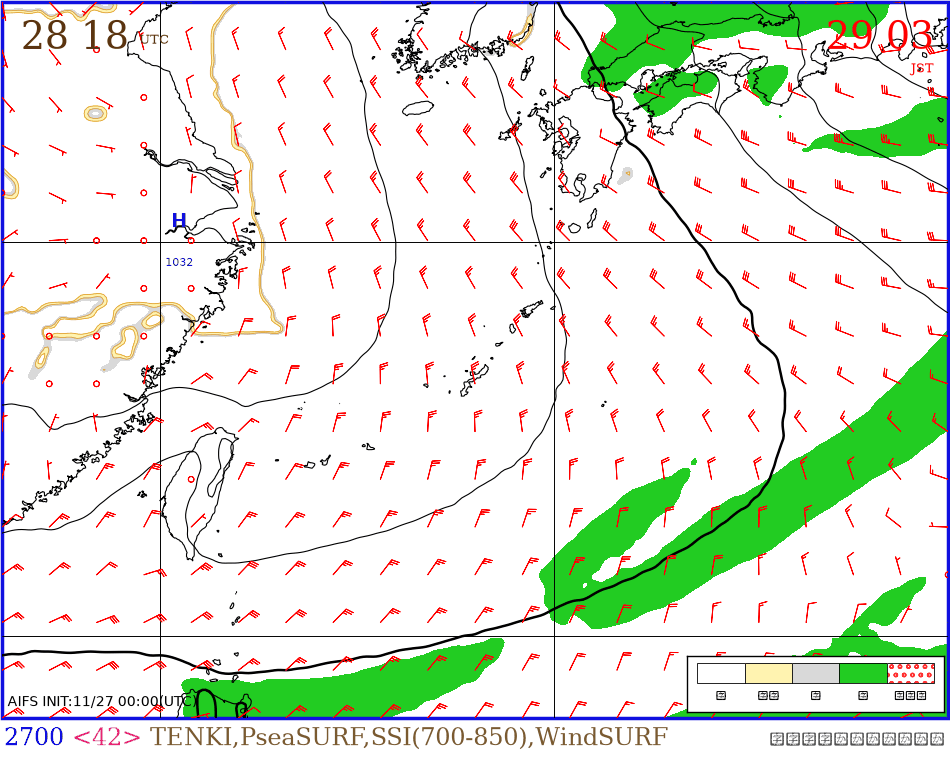 28 18 UTC
29 03
JST
H
1032
AIFS INIT:11/27 00:00(UTC)
2700 <42> TENKI,PseaSURF,SSI(700-850),WindSURF